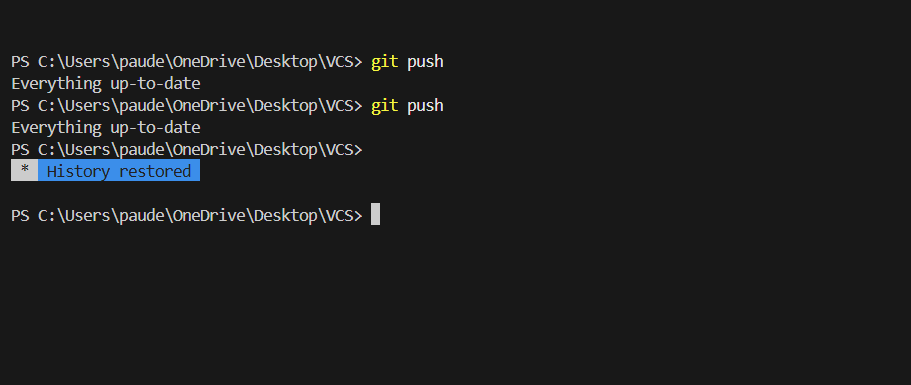 PS C:\Users\paude\OneDrive\Desktop\VCS> git push
Everything up-to-date
PS C:\Users\paude\OneDrive\Desktop\VCS> git push
Everything up-to-date
PS C:\Users\paude\OneDrive\Desktop\VCS>
* History restored
PS C:\Users\paude\OneDrive\Desktop\VCS>